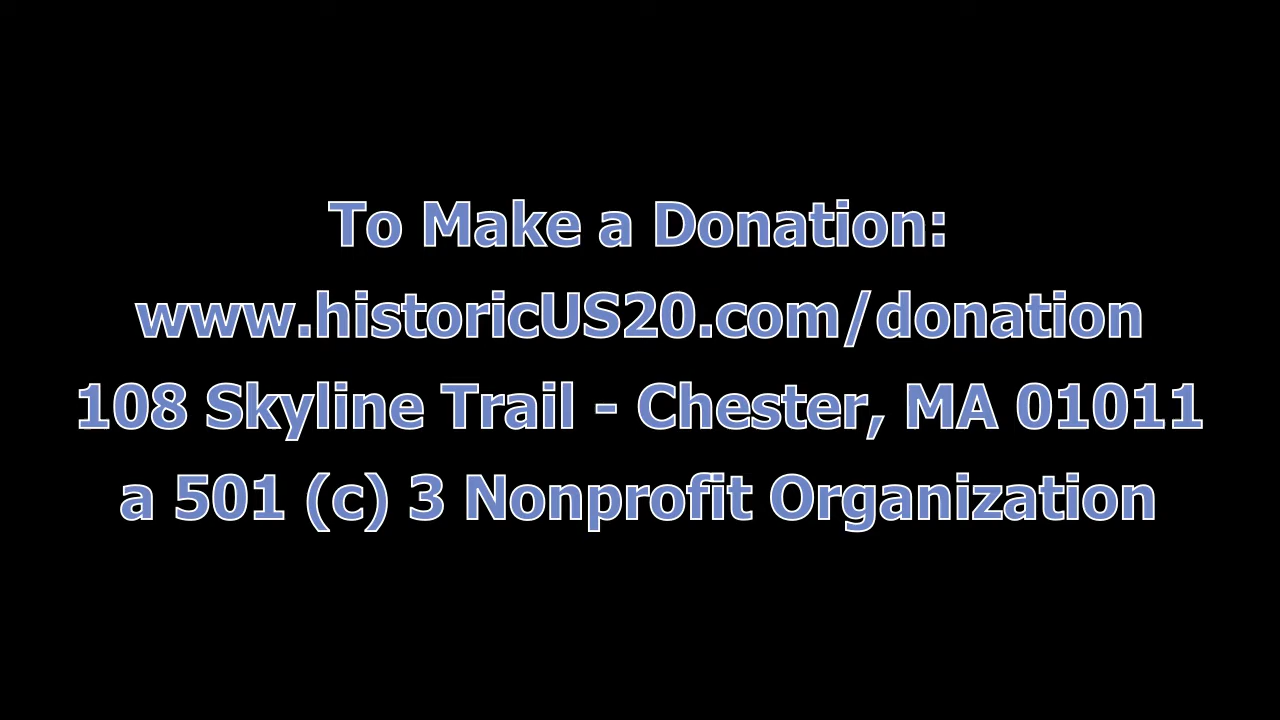 To Make a Donation:
www.historicUS20.com/donation
108 Skyline Trail - Chester, MA 01011
a 501 (c) 3 Nonprofit Organization